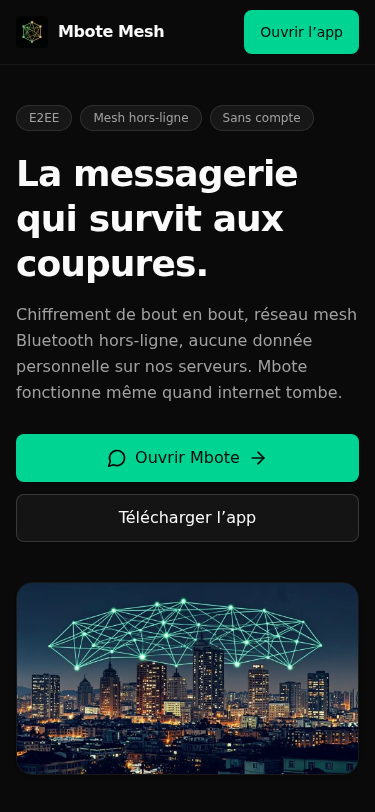 Mbote Mesh
Ouvrir l’app
E2EE
Mesh hors-ligne
Sans compte
La messagerie
qui survit aux
coupures.
Chiffrement de bout en bout, réseau mesh
Bluetooth hors-ligne, aucune donnée
personnelle sur nos serveurs. Mbote
fonctionne même quand internet tombe.
Ouvrir Mbote
Télécharger l’app